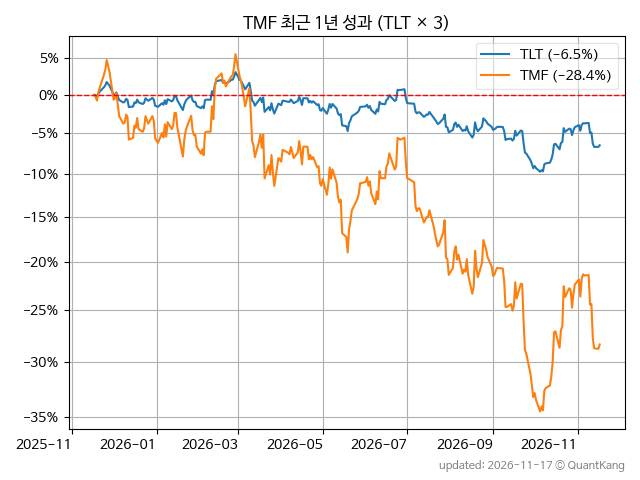 TMF 최근 1년 성과 (TLT × 3)
TLT (−6.5%)
TMF (−28.4%)
5%
0%
−5%
−10%
−15%
−20%
−25%
−30%
−35%
2025-11 2026-01 2026-03 2026-05 2026-07 2026-09 2026-11
updated: 2026-11-17 © QuantKang